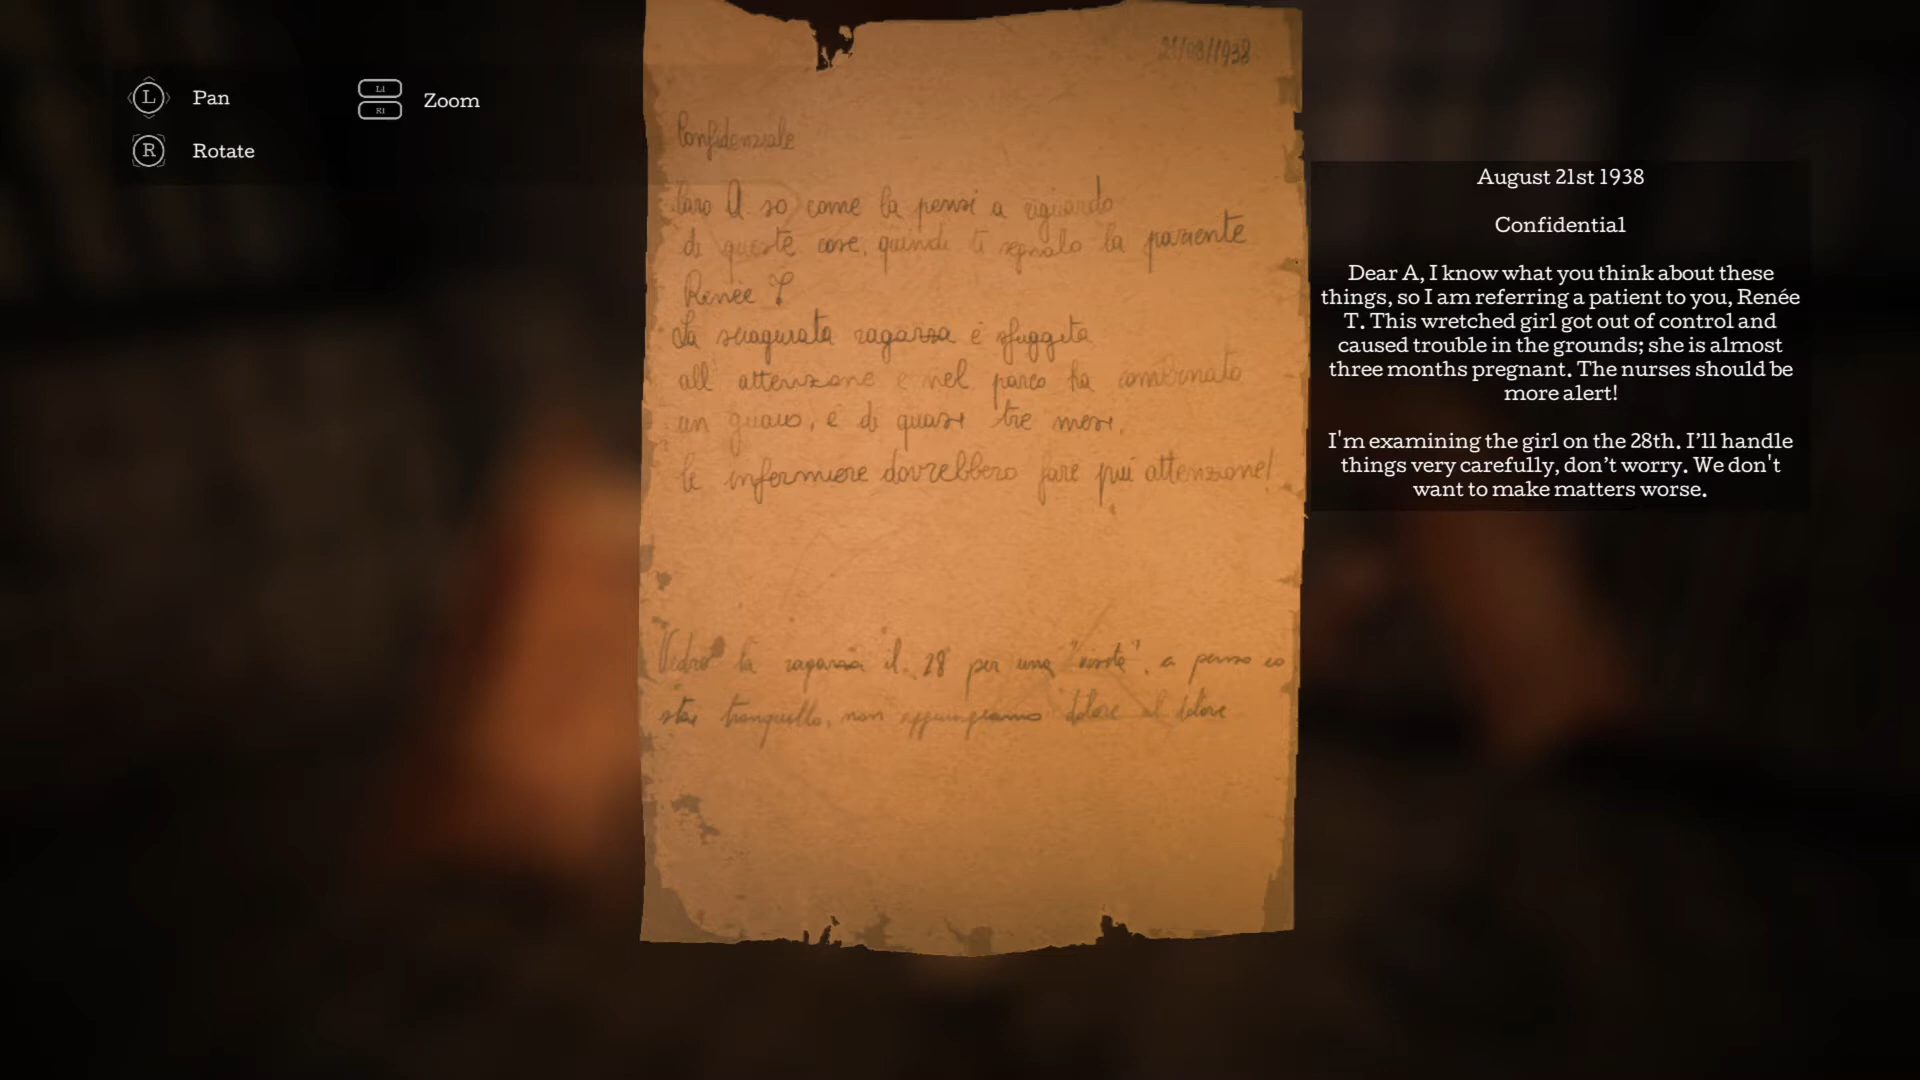 L
Pan
L1
R1
Zoom
R
Rotate
21/08/1938
Confidenziale
Caro A. so come la pensi a riguardo
di queste cose, quindi ti segnalo la paziente
Renée T
La sciagurata ragazza è sfuggita
all attenzione e nel parco ha combinato
un guaio, è di quasi tre mesi.
le infermiere dovrebbero fare più attenzione!
Vedrò la ragazza il 28 per una "visita", a penso io
stai tranquillo, non aggiungiamo dolore al dolore
August 21st 1938
Confidential
Dear A, I know what you think about these
things, so I am referring a patient to you, Renée
T. This wretched girl got out of control and
caused trouble in the grounds; she is almost
three months pregnant. The nurses should be
more alert!
I'm examining the girl on the 28th. I’ll handle
things very carefully, don’t worry. We don't
want to make matters worse.